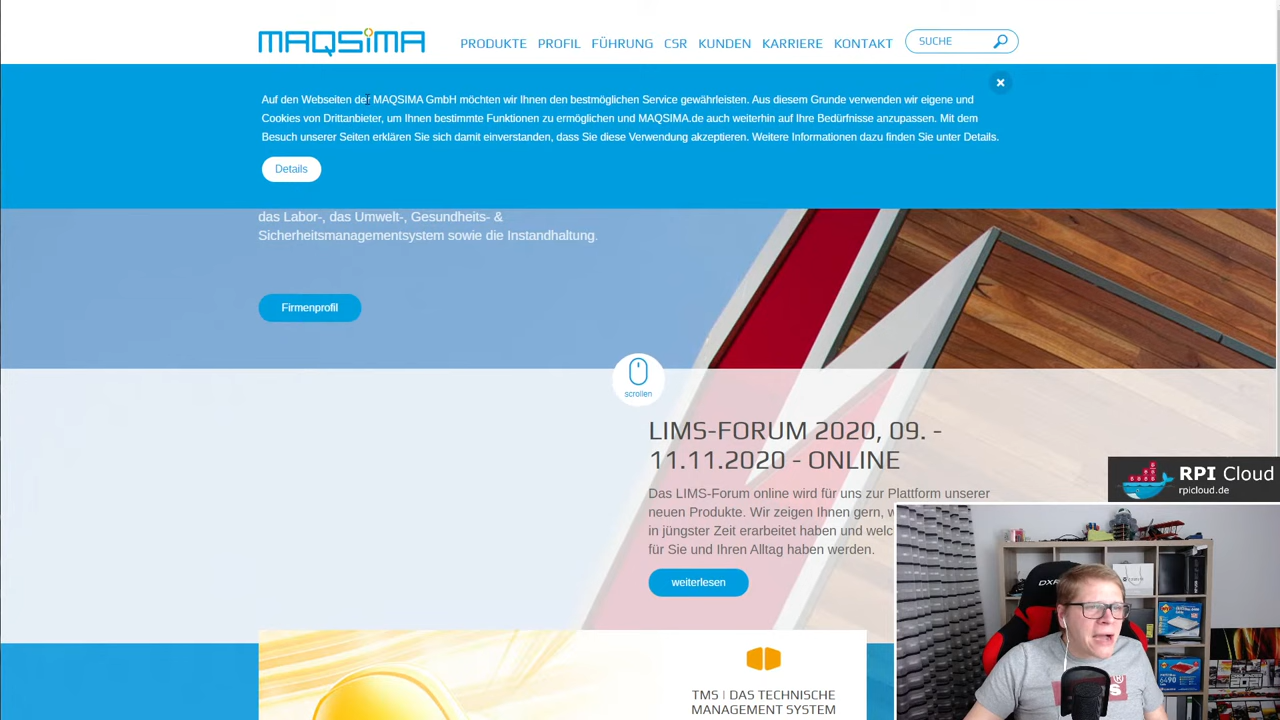 MAQSIMA
PRODUKTE PROFIL FÜHRUNG CSR KUNDEN KARRIERE KONTAKT SUCHE
Auf den Webseiten der MAQSIMA GmbH möchten wir Ihnen den bestmöglichen Service gewährleisten. Aus diesem Grunde verwenden wir eigene und
Cookies von Drittanbieter, um Ihnen bestimmte Funktionen zu ermöglichen und MAQSIMA.de auch weiterhin auf Ihre Bedürfnisse anzupassen. Mit dem
Besuch unserer Seiten erklären Sie sich damit einverstanden, dass Sie diese Verwendung akzeptieren. Weitere Informationen dazu finden Sie unter Details.
Details
das Labor-, das Umwelt-, Gesundheits- &
Sicherheitsmanagementsystem sowie die Instandhaltung.
Firmenprofil
scrollen
LIMS-FORUM 2020, 09. -
11.11.2020 - ONLINE
Das LIMS-Forum online wird für uns zur Plattform unserer
neuen Produkte. Wir zeigen Ihnen gern,
in jüngster Zeit erarbeitet haben und
für Sie und Ihren Alltag haben werden.
weiterlesen
RPI Cloud
rpicloud.de
TMS | DAS TECHNISCHE
MANAGEMENT SYSTEM